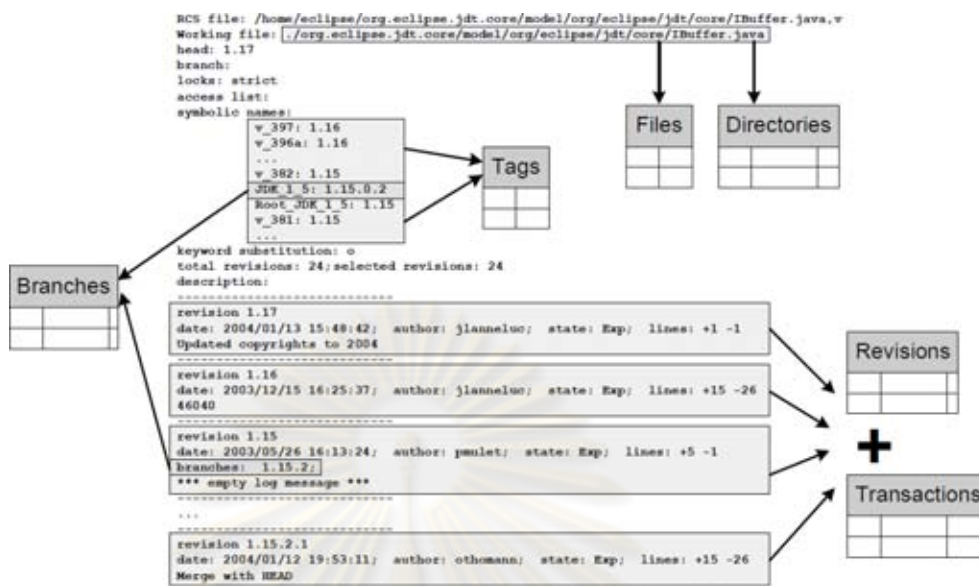 RCS file: /home/eclipse/org.eclipse.jdt.core/model/org/eclipse/jdt/core/IBuffer.java,v
Working file: ./org.eclipse.jdt.core/model/org/eclipse/jdt/core/IBuffer.java
head: 1.17
branch:
locks: strict
access list:
symbolic names:
v_397: 1.16
v_396a: 1.16
...
v_382: 1.15
JDK_1_5: 1.15.0.2
Root_JDK_1_5: 1.15
v_381: 1.15
...
Files
Directories
Tags
keyword substitution: o
total revisions: 24;selected revisions: 24
description:
Branches
----------------------------
revision 1.17
date: 2004/01/13 15:48:42; author: jlanneluc; state: Exp; lines: +1 -1
Updated copyrights to 2004
----------------------------
revision 1.16
date: 2003/12/15 16:25:37; author: jlanneluc; state: Exp; lines: +15 -26
46040
----------------------------
revision 1.15
date: 2003/05/26 16:13:24; author: pmulet; state: Exp; lines: +5 -1
branches: 1.15.2;
*** empty log message ***
----------------------------
...
----------------------------
revision 1.15.2.1
date: 2004/01/12 19:53:11; author: othomann; state: Exp; lines: +15 -26
Merge with HEAD
Revisions
+
Transactions